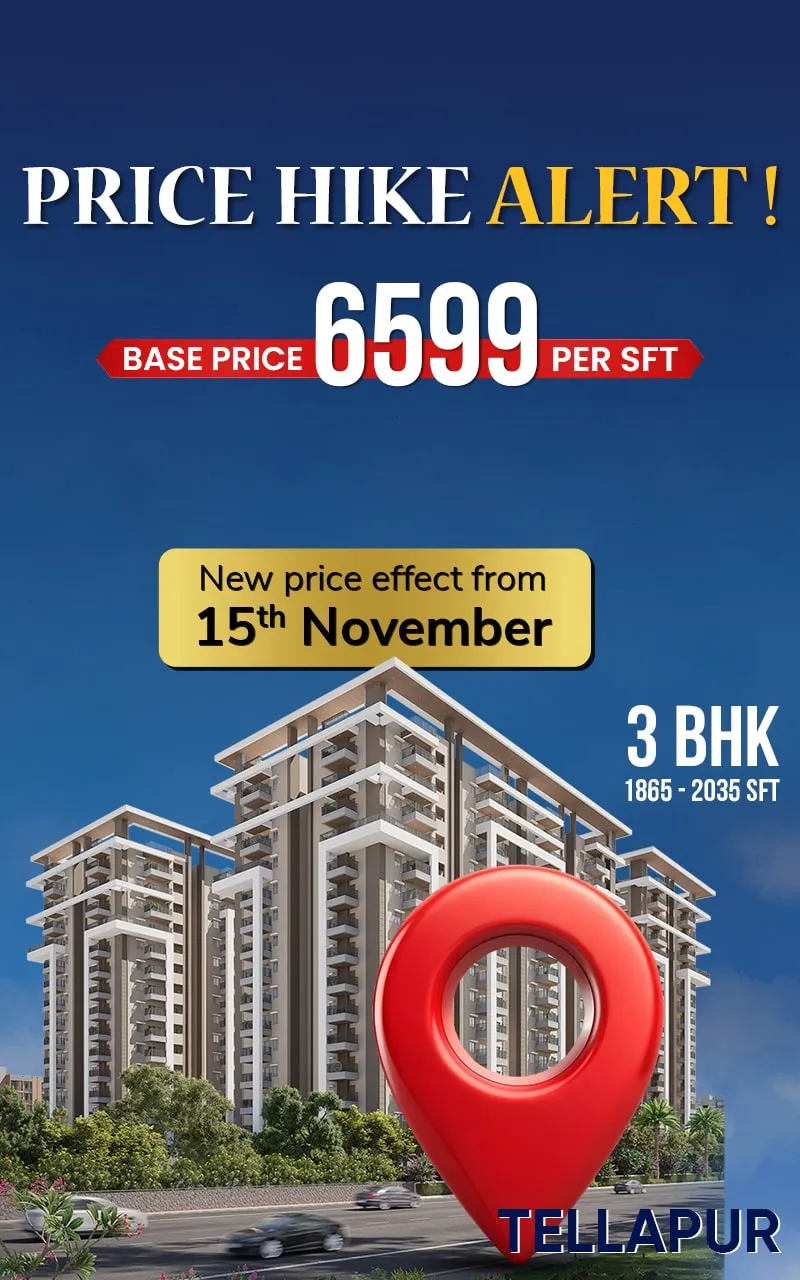 PRICE HIKE ALERT!
BASE PRICE 6599 PER SFT
New price effect from
15th November
3 BHK
1865 - 2035 SFT
TELLAPUR